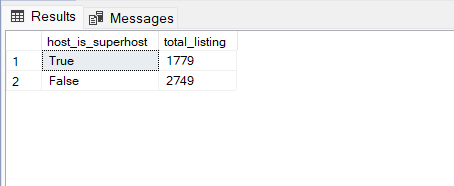 Results Messages
host_is_superhost total_listing
1 True 1779
2 False 2749